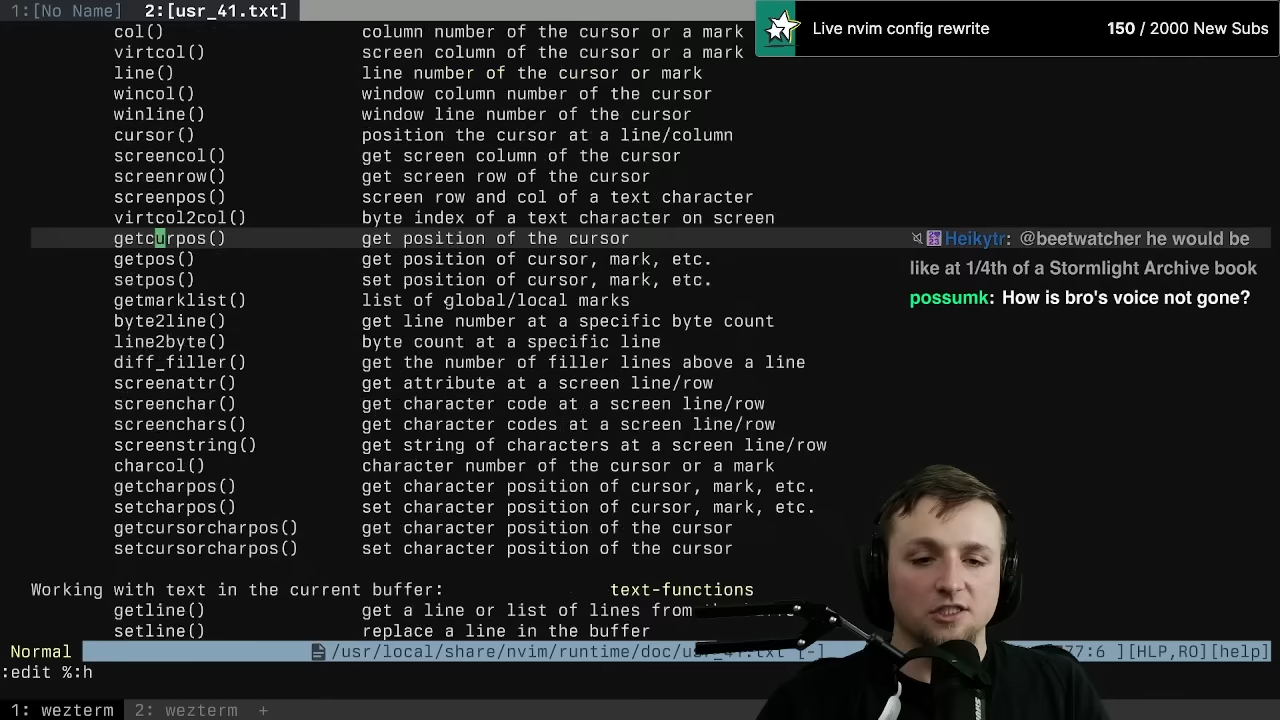 1:[No Name]  2:[usr_41.txt]
Live nvim config rewrite 150 / 2000 New Subs
col() column number of the cursor or a mark
virtcol() screen column of the cursor or a mark
line() line number of the cursor or mark
wincol() window column number of the cursor
winline() window line number of the cursor
cursor() position the cursor at a line/column
screencol() get screen column of the cursor
screenrow() get screen row of the cursor
screenpos() screen row and col of a text character
virtcol2col() byte index of a text character on screen
getcurpos() get position of the cursor
getpos() get position of cursor, mark, etc.
setpos() set position of cursor, mark, etc.
getmarklist() list of global/local marks
byte2line() get line number at a specific byte count
line2byte() byte count at a specific line
diff_filler() get the number of filler lines above a line
screenattr() get attribute at a screen line/row
screenchar() get character code at a screen line/row
screenchars() get character codes at a screen line/row
screenstring() get string of characters at a screen line/row
charcol() character number of the cursor or a mark
getcharpos() get character position of cursor, mark, etc.
setcharpos() set character position of cursor, mark, etc.
getcursorcharpos() get character position of the cursor
setcursorcharpos() set character position of the cursor
Heikytr: @beetwatcher he would be
like at 1/4th of a Stormlight Archive book
possumk: How is bro's voice not gone?
Working with text in the current buffer: text-functions
getline() get a line or list of lines from
setline() replace a line in the buffer
Normal /usr/local/share/nvim/runtime/doc/usr_41.txt [-] 77:6 ][HLP,RO][help]
:edit %:h
1: wezterm 2: wezterm +